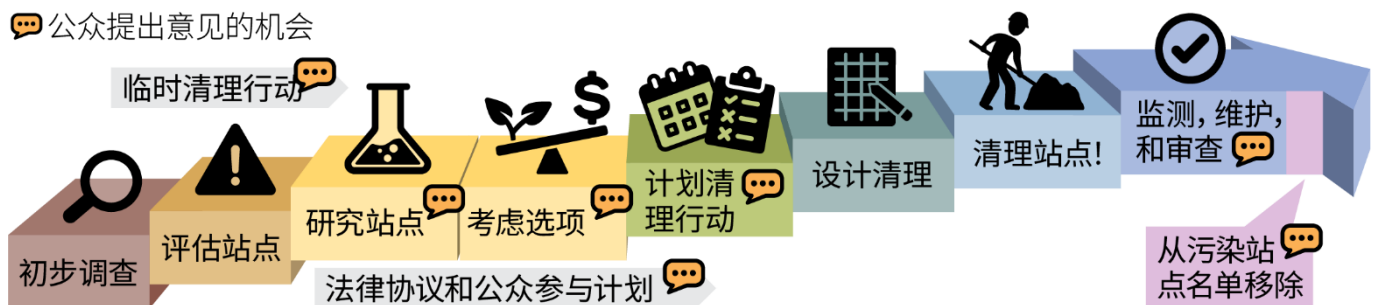 公众提出意见的机会
临时清理行动
初步调查
评估站点
研究站点
考虑选项
法律协议和公众参与计划
计划清
理行动
设计清理
清理站点!
监测, 维护,
和审查
从污染站
点名单移除